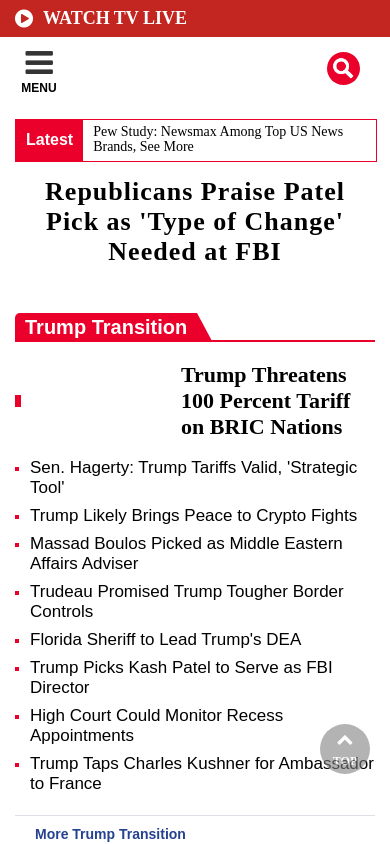 WATCH TV LIVE
MENU
Latest
Pew Study: Newsmax Among Top US News
Brands, See More
Republicans Praise Patel
Pick as 'Type of Change'
Needed at FBI
Trump Transition
Trump Threatens
100 Percent Tariff
on BRIC Nations
Sen. Hagerty: Trump Tariffs Valid, 'Strategic
Tool'
Trump Likely Brings Peace to Crypto Fights
Massad Boulos Picked as Middle Eastern
Affairs Adviser
Trudeau Promised Trump Tougher Border
Controls
Florida Sheriff to Lead Trump's DEA
Trump Picks Kash Patel to Serve as FBI
Director
High Court Could Monitor Recess
Appointments
Trump Taps Charles Kushner for Ambassador
to France
TOP
More Trump Transition